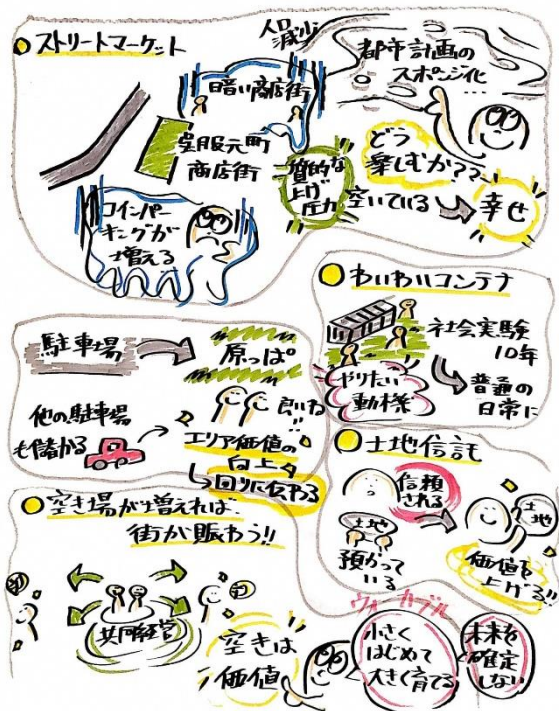 ストリートマーケット
人口
減少
都市計画の
スポンジ化
日暗い商店街
呉服元町
商店街
質的な
上げ
圧力
どう
楽しむか??
空いている
幸せ
コインパー
キングが
増える
わいわいコンテナ
社会実験
10年
やりたい
動機
普通の
日常に
駐車場
原っぱ
他の駐車場
も儲かる
良いね!!
エリア価値の
向上
回りに伝わる
土地信託
信頼
される
土地
預かって
いる
土地
価値を
上げる!!
空き場が増えれば、
街が賑わう!!
共同経営
空きは
価値
ウォーカブル
小さく
はじめて
大きく育てる
未来を
確定
しない